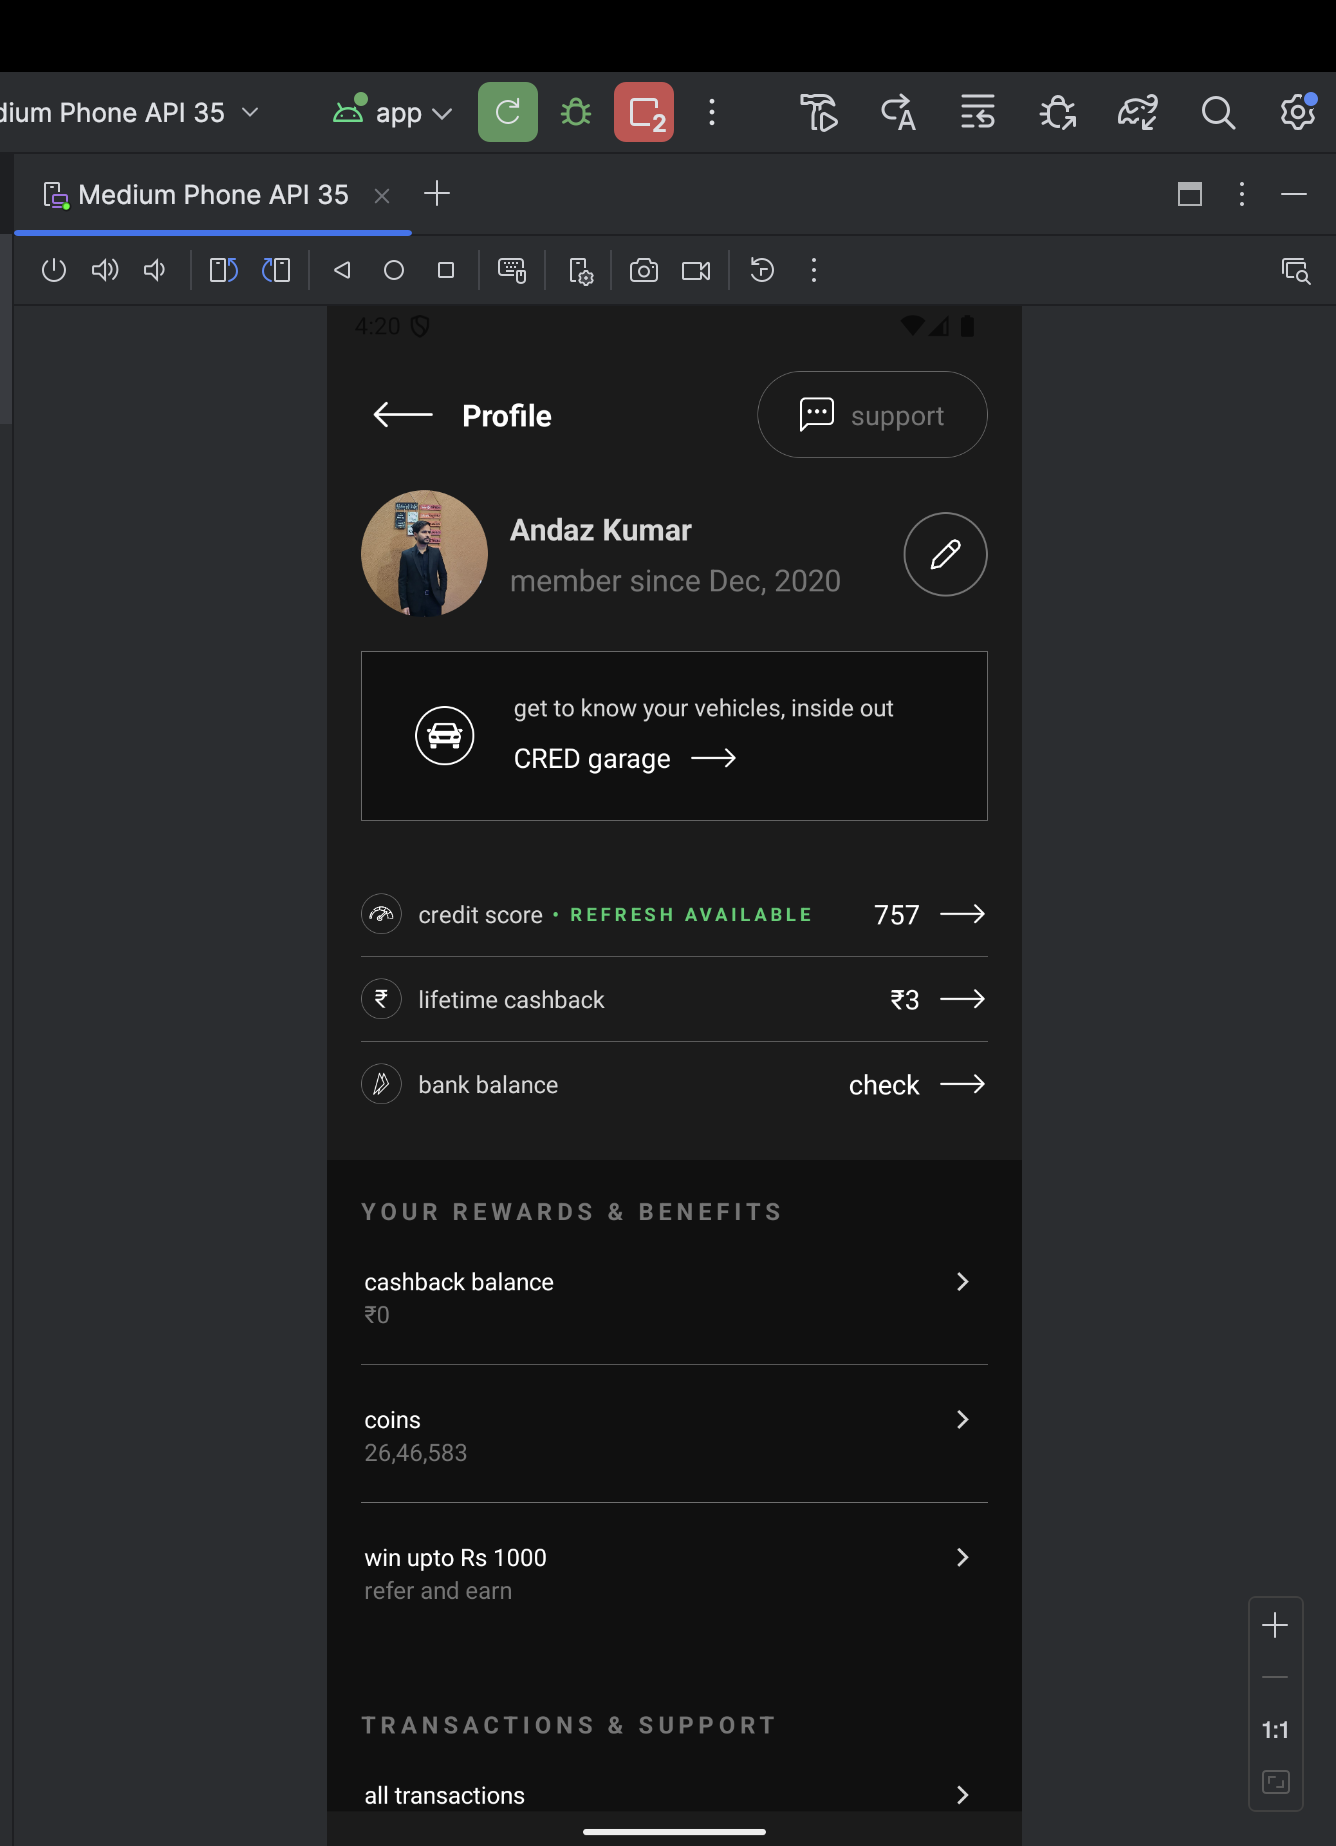 dium Phone API 35
app
2
Medium Phone API 35
4:20
Profile
support
Andaz Kumar
member since Dec, 2020
get to know your vehicles, inside out
CRED garage
credit score • REFRESH AVAILABLE 757
₹ lifetime cashback ₹3
bank balance check
YOUR REWARDS & BENEFITS
cashback balance
₹0
coins
26,46,583
win upto Rs 1000
refer and earn
TRANSACTIONS & SUPPORT
all transactions
1:1